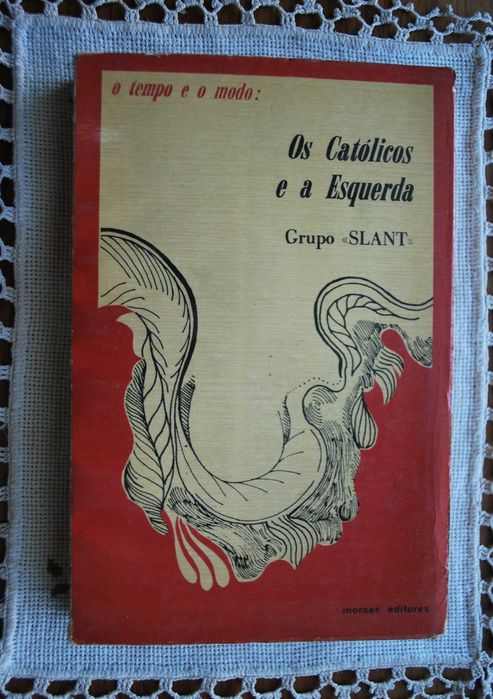 o tempo e o modo:
Os Católicos
e a Esquerda
Grupo «SLANT»
moraes editores